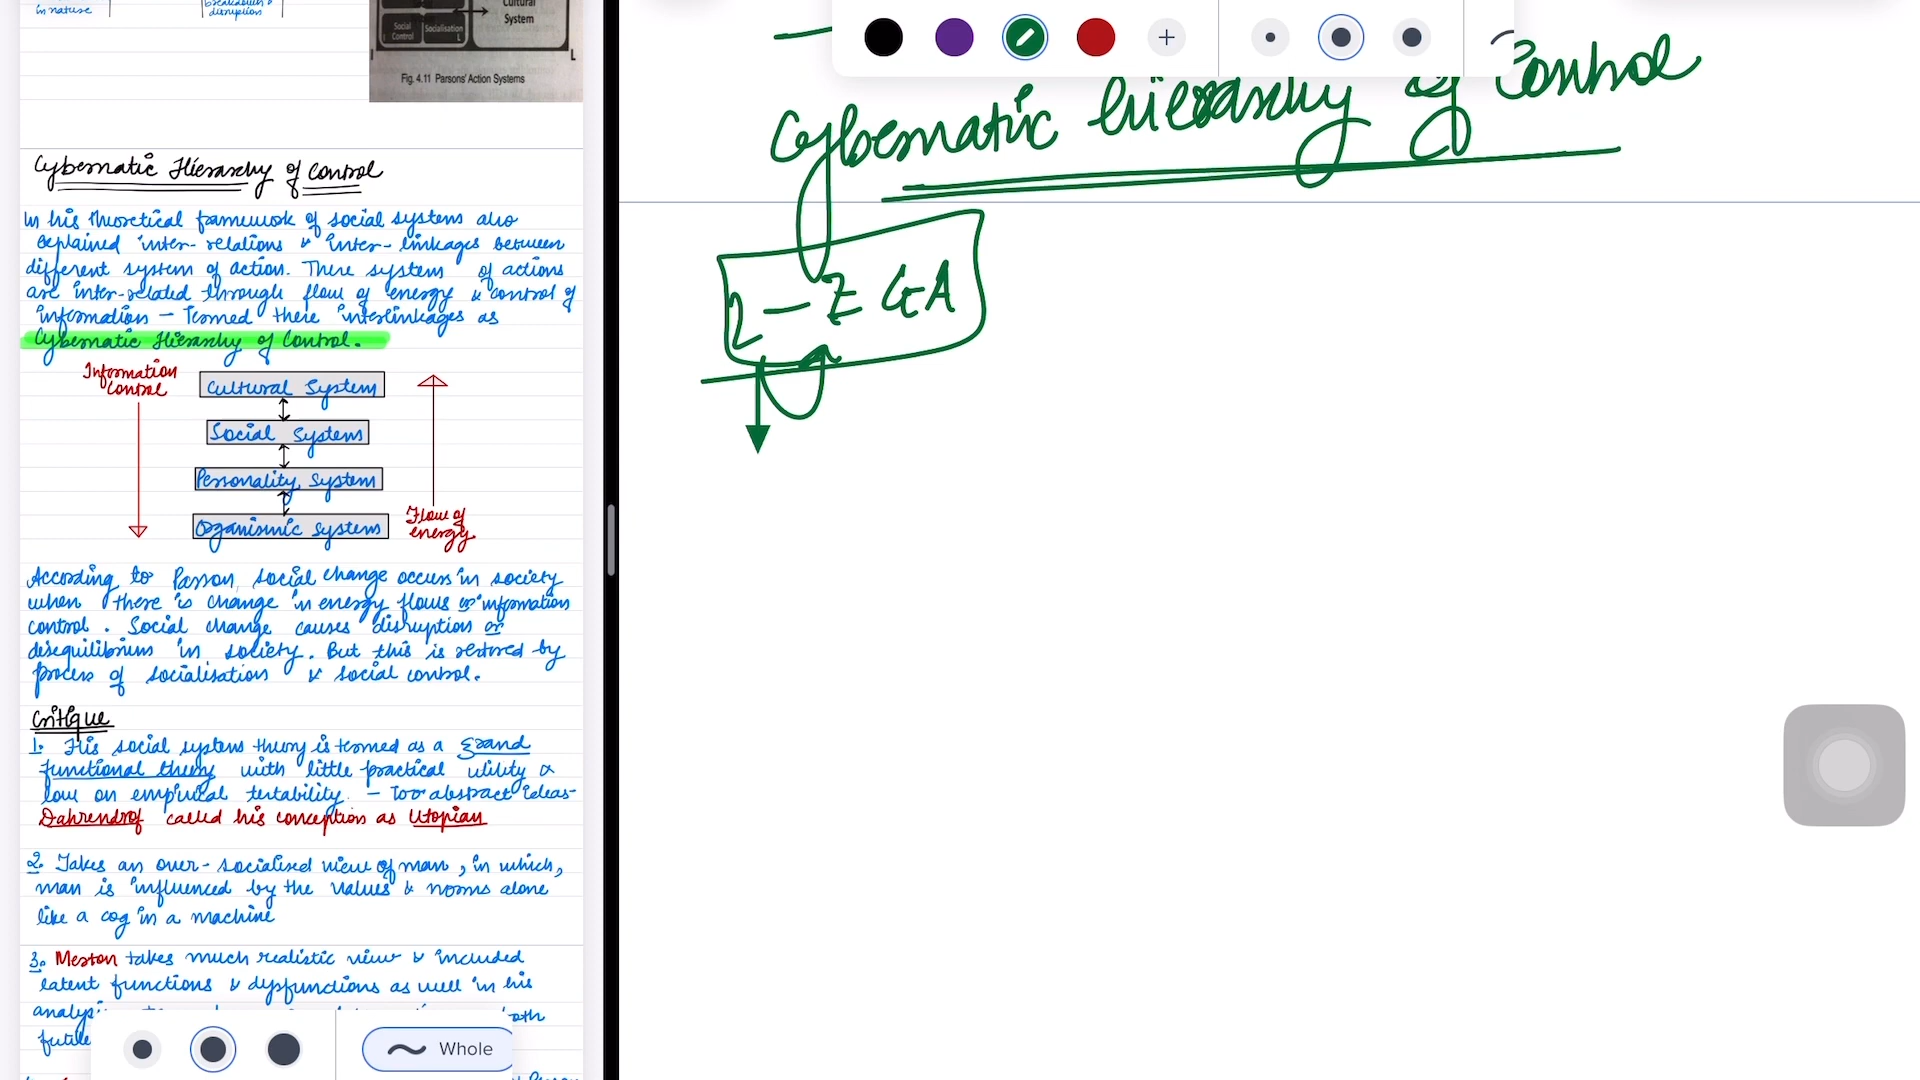 in nature
disruption
Social
Control
Socialisation
L
Cultural
System
L
Fig. 4.11 Parsons' Action Systems
Cybernatic Hierarchy of Control
In his theoretical framework of social systems also
explained inter-relations & inter-linkages between
different system of action. These systems of actions
are inter-related through flow of energy & control of
information — Termed these interlinkages as
Cybernatic Hierarchy of Control.
Information
Control
Cultural System
Social System
Personality System
Organismic System
Flow of
energy
According to Parson, social change occurs in society
when there is change in energy flows or information
control. Social change causes disruption or
disequilibrium in society. But this is restored by
process of socialisation & social control.
Critique
1. His social systems theory is termed as a grand
functional theory with little practical utility &
low on empirical testability. — Too abstract ideas-
Dahrendrof called his conception as Utopian
2. Takes an over-socialised view of man, in which,
man is influenced by the values & norms alone
like a cog in a machine
3. Merton takes much realistic view & included
latent functions & dysfunctions as well in his
Whole
Cybernatic hierarchy of Control